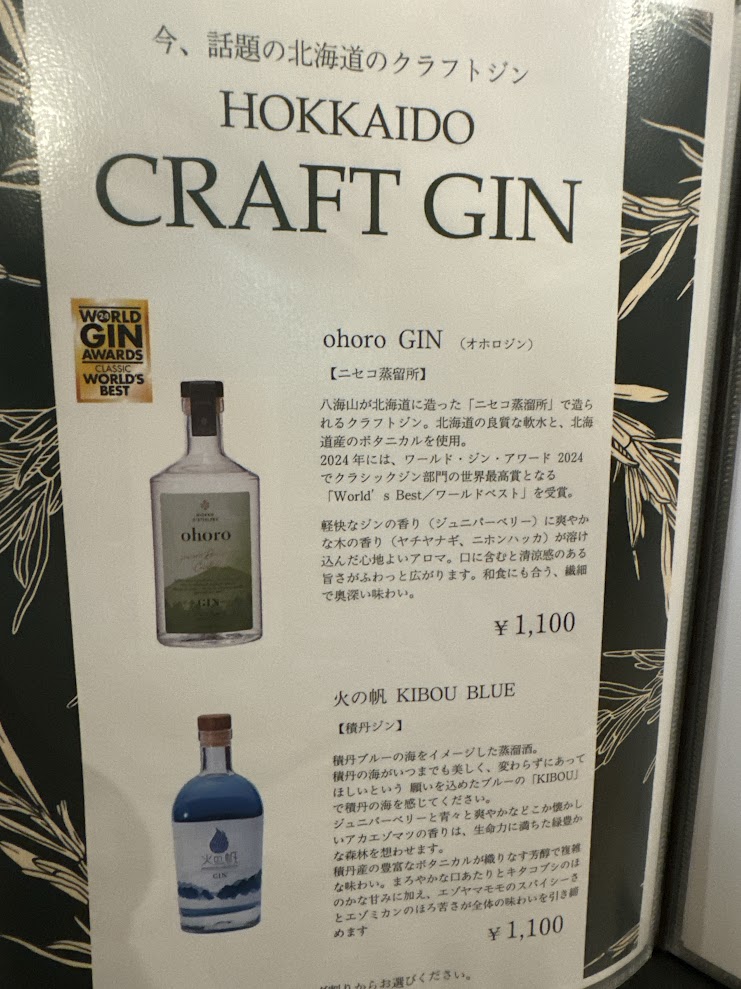 今、話題の北海道のクラフトジン
HOKKAIDO
CRAFT GIN
WORLD
GIN
AWARDS
CLASSIC
WORLD'S
BEST
ohoro GIN （オホロジン）
【ニセコ蒸留所】
八海山が北海道に造った「ニセコ蒸溜所」で造ら
れるクラフトジン。北海道の良質な軟水と、北海
道産のボタニカルを使用。
2024年には、ワールド・ジン・アワード 2024
でクラシックジン部門の世界最高賞となる
「World's Best／ワールドベスト」を受賞。
軽快なジンの香り（ジュニパーベリー）に爽やか
な木の香り（ヤチヤナギ、ニホンハッカ）が溶け
込んだ心地よいアロマ。口に含むと清涼感のある
旨さがふわっと広がります。和食にも合う、繊細
で奥深い味わい。
¥1,100
ohoro
GIN
火の帆 KIBOU BLUE
【積丹ジン】
積丹ブルーの海をイメージした蒸溜酒。
積丹の海がいつまでも美しく、変わらずにあって
ほしいという 願いを込めたブルーの「KIBOU」
で積丹の海を感じてください。
ジュニパーベリーと青々と爽やかなどこか懐かし
いアカエゾマツの香りは、生命力に満ちた緑豊か
な森林を想わせます。
積丹産の豊富なボタニカルが織りなす芳醇で複雑
な味わい。まろやかな口あたりとキタコブシのほ
のかな甘みに加え、エゾヤマモモのスパイシーさ
とエゾミカンのほろ苦さが全体の味わいを引き締
めます
¥1,100
火の帆
GIN
割りからお選びください。